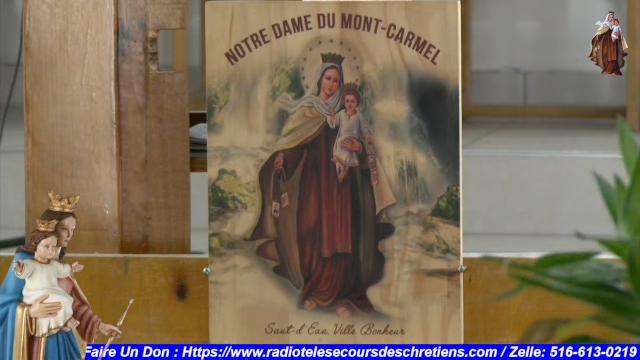 NOTRE DAME DU MONT-CARMEL
Saut-d'Eau, Ville Bonheur
Faire Un Don : Https://www.radiotelesecoursdeschretiens.com / Zelle: 516-613-0219